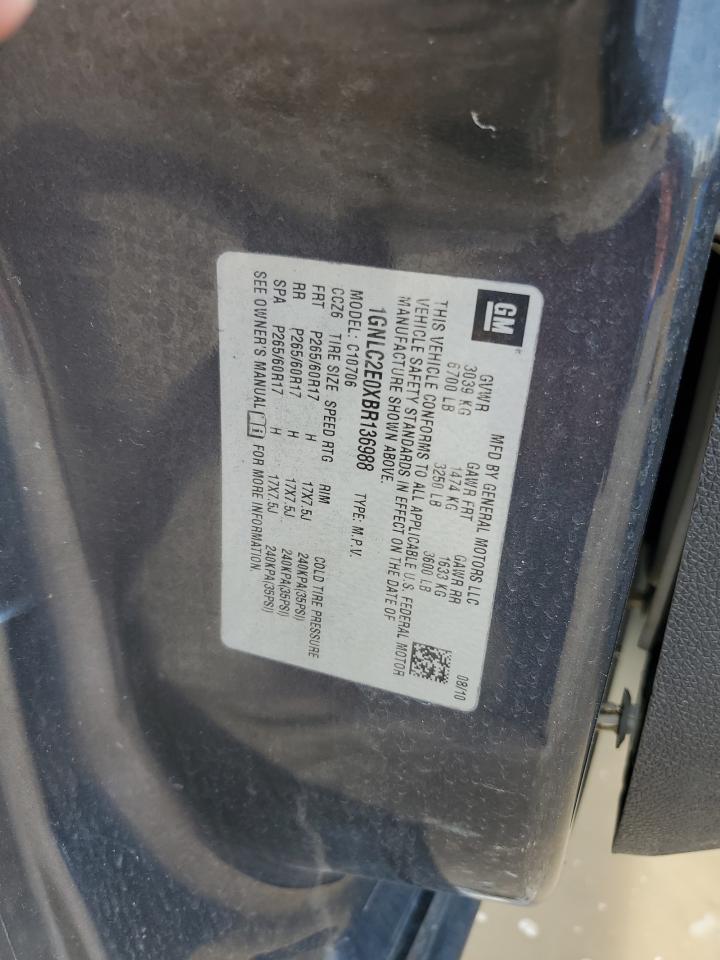 GM
MFD BY GENERAL MOTORS LLC 08/10
GVWR GAWR FRT GAWR RR
3039 KG 1474 KG 1633 KG
6700 LB 3250 LB 3600 LB
THIS VEHICLE CONFORMS TO ALL APPLICABLE U.S. FEDERAL MOTOR
VEHICLE SAFETY STANDARDS IN EFFECT ON THE DATE OF
MANUFACTURE SHOWN ABOVE.
1GNLC2E0XBR136988 TYPE: M.P.V.
MODEL: C10706
CCZ6 TIRE SIZE SPEED RTG RIM COLD TIRE PRESSURE
FRT P265/60R17 H 17X7.5J 240KPA(35PSI)
RR P265/60R17 H 17X7.5J 240KPA(35PSI)
SPA P265/60R17 H 17X7.5J 240KPA(35PSI)
SEE OWNER'S MANUAL FOR MORE INFORMATION.